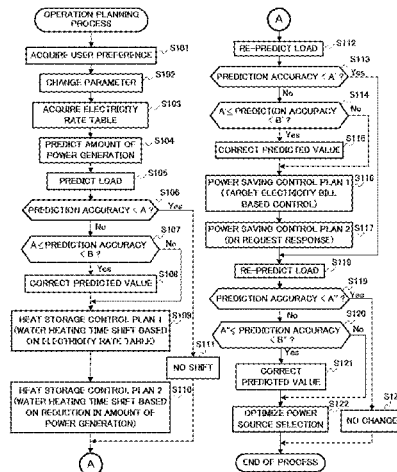 OPERATION PLANNING
PROCESS
ACQUIRE USER PREFERENCE
S101
CHANGE PARAMETER
S102
ACQUIRE ELECTRICITY
RATE TABLE
S103
PREDICT AMOUNT OF
POWER GENERATION
S104
PREDICT LOAD
S105
PREDICTION ACCURACY < A ?
S106
Yes
No
A ≤ PREDICTION ACCURACY
< B ?
S107
No
Yes
CORRECT PREDICTED VALUE
S108
HEAT STORAGE CONTROL PLAN 1
(WATER HEATING TIME SHIFT BASED
ON ELECTRICITY RATE TABLE)
S109
HEAT STORAGE CONTROL PLAN 2
(WATER HEATING TIME SHIFT BASED
ON REDUCTION IN AMOUNT OF
POWER GENERATION)
S110
NO SHIFT
S111
A
A
RE-PREDICT LOAD
S112
PREDICTION ACCURACY < A' ?
S113
Yes
No
A' ≤ PREDICTION ACCURACY
< B' ?
S114
No
Yes
CORRECT PREDICTED VALUE
S115
POWER SAVING CONTROL PLAN 1
(TARGET ELECTRICITY BILL
BASED CONTROL)
S116
POWER SAVING CONTROL PLAN 2
(DR REQUEST RESPONSE)
S117
RE-PREDICT LOAD
S118
PREDICTION ACCURACY < A" ?
S119
Yes
No
A" ≤ PREDICTION ACCURACY
< B" ?
S120
No
Yes
CORRECT
PREDICTED VALUE
S121
OPTIMIZE POWER
SOURCE SELECTION
S122
NO CHANGE
END OF PROCESS